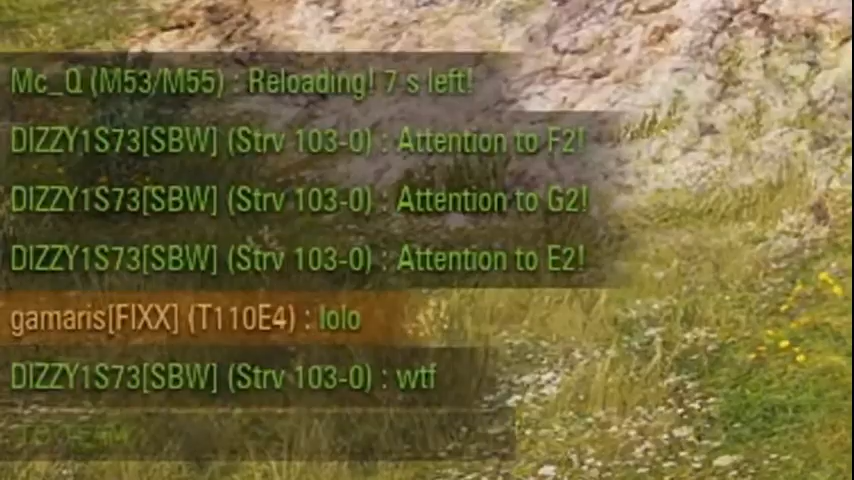 Mc_Q (M53/M55) : Reloading! 7 s left!
DIZZY1S73[SBW] (Strv 103-0) : Attention to F2!
DIZZY1S73[SBW] (Strv 103-0) : Attention to G2!
DIZZY1S73[SBW] (Strv 103-0) : Attention to E2!
gamaris[FIXX] (T110E4) : lolo
DIZZY1S73[SBW] (Strv 103-0) : wtf